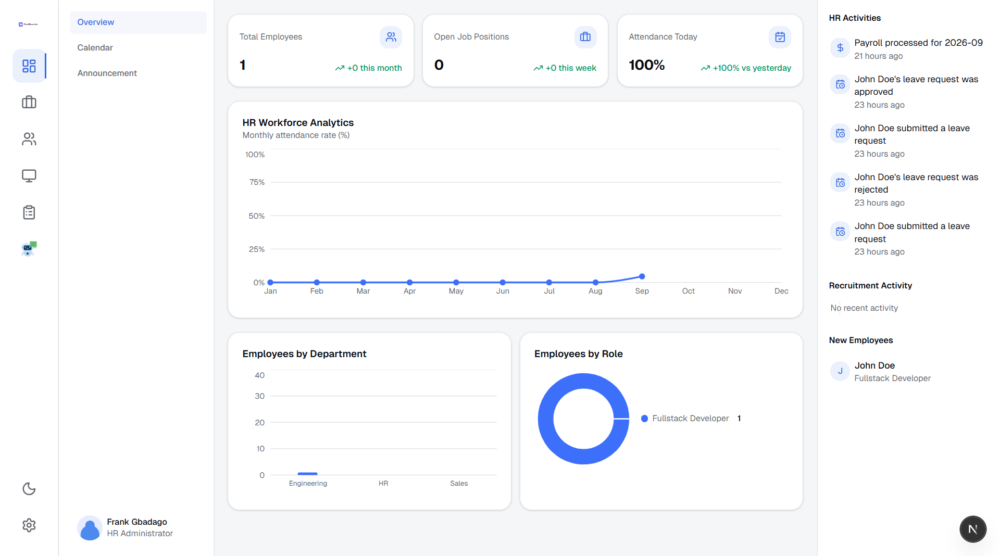 Overview
Calendar
Announcement
Frank Gbadago
HR Administrator
Total Employees
1
+0 this month
Open Job Positions
0
+0 this week
Attendance Today
100%
+100% vs yesterday
HR Workforce Analytics
Monthly attendance rate (%)
100%
75%
50%
25%
0%
Jan Feb Mar Apr May Jun Jul Aug Sep Oct Nov Dec
Employees by Department
40
30
20
10
0
Engineering HR Sales
Employees by Role
Fullstack Developer 1
HR Activities
Payroll processed for 2026-09
21 hours ago
John Doe's leave request was
approved
23 hours ago
John Doe submitted a leave
request
23 hours ago
John Doe's leave request was
rejected
23 hours ago
John Doe submitted a leave
request
23 hours ago
Recruitment Activity
No recent activity
New Employees
J
John Doe
Fullstack Developer
N